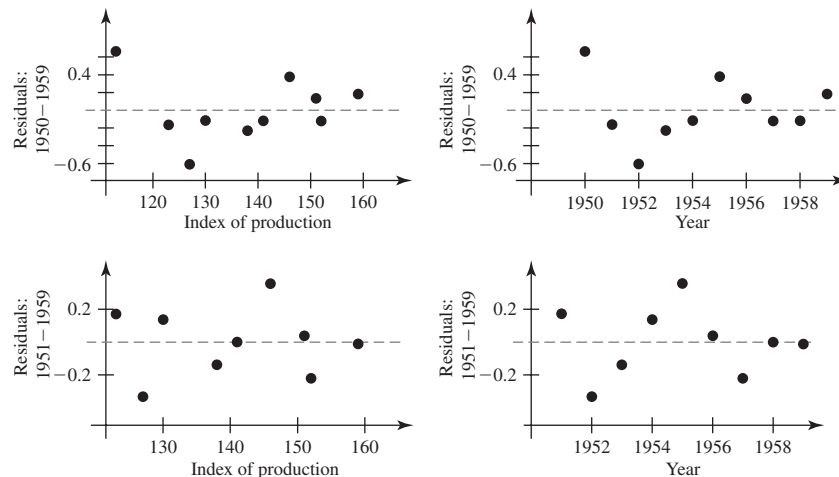 Residuals:
1950–1959
0.4
−0.6
120 130 140 150 160
Index of production
Residuals:
1950–1959
0.4
−0.6
1950 1952 1954 1956 1958
Year
Residuals:
1951–1959
0.2
−0.2
130 140 150 160
Index of production
Residuals:
1951–1959
0.2
−0.2
1952 1954 1956 1958
Year